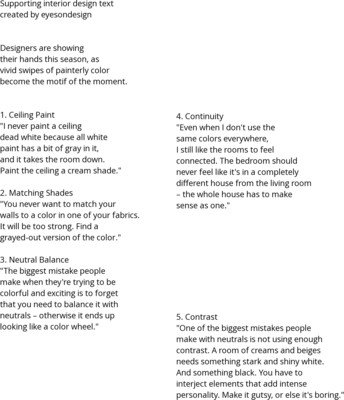 Supporting interior design text
created by eyesondesign
Designers are showing
their hands this season, as
vivid swipes of painterly color
become the motif of the moment.
1. Ceiling Paint
"I never paint a ceiling
dead white because all white
paint has a bit of gray in it,
and it takes the room down.
Paint the ceiling a cream shade."
2. Matching Shades
"You never want to match your
walls to a color in one of your fabrics.
It will be too strong. Find a
grayed-out version of the color."
3. Neutral Balance
"The biggest mistake people
make when they're trying to be
colorful and exciting is to forget
that you need to balance it with
neutrals – otherwise it ends up
looking like a color wheel."
4. Continuity
"Even when I don't use the
same colors everywhere,
I still like the rooms to feel
connected. The bedroom should
never feel like it's in a completely
different house from the living room
– the whole house has to make
sense as one."
5. Contrast
"One of the biggest mistakes people
make with neutrals is not using enough
contrast. A room of creams and beiges
needs something stark and shiny white.
And something black. You have to
interject elements that add intense
personality. Make it gutsy, or else it's boring."